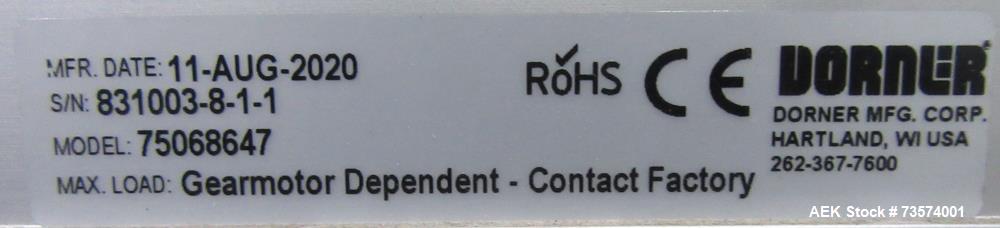 MFR. DATE: 11-AUG-2020
S/N: 831003-8-1-1
MODEL: 75068647
MAX. LOAD: Gearmotor Dependent - Contact Factory
RoHS
CE
DORNER
DORNER MFG. CORP.
HARTLAND, WI USA
262-367-7600
AEK Stock # 73574001